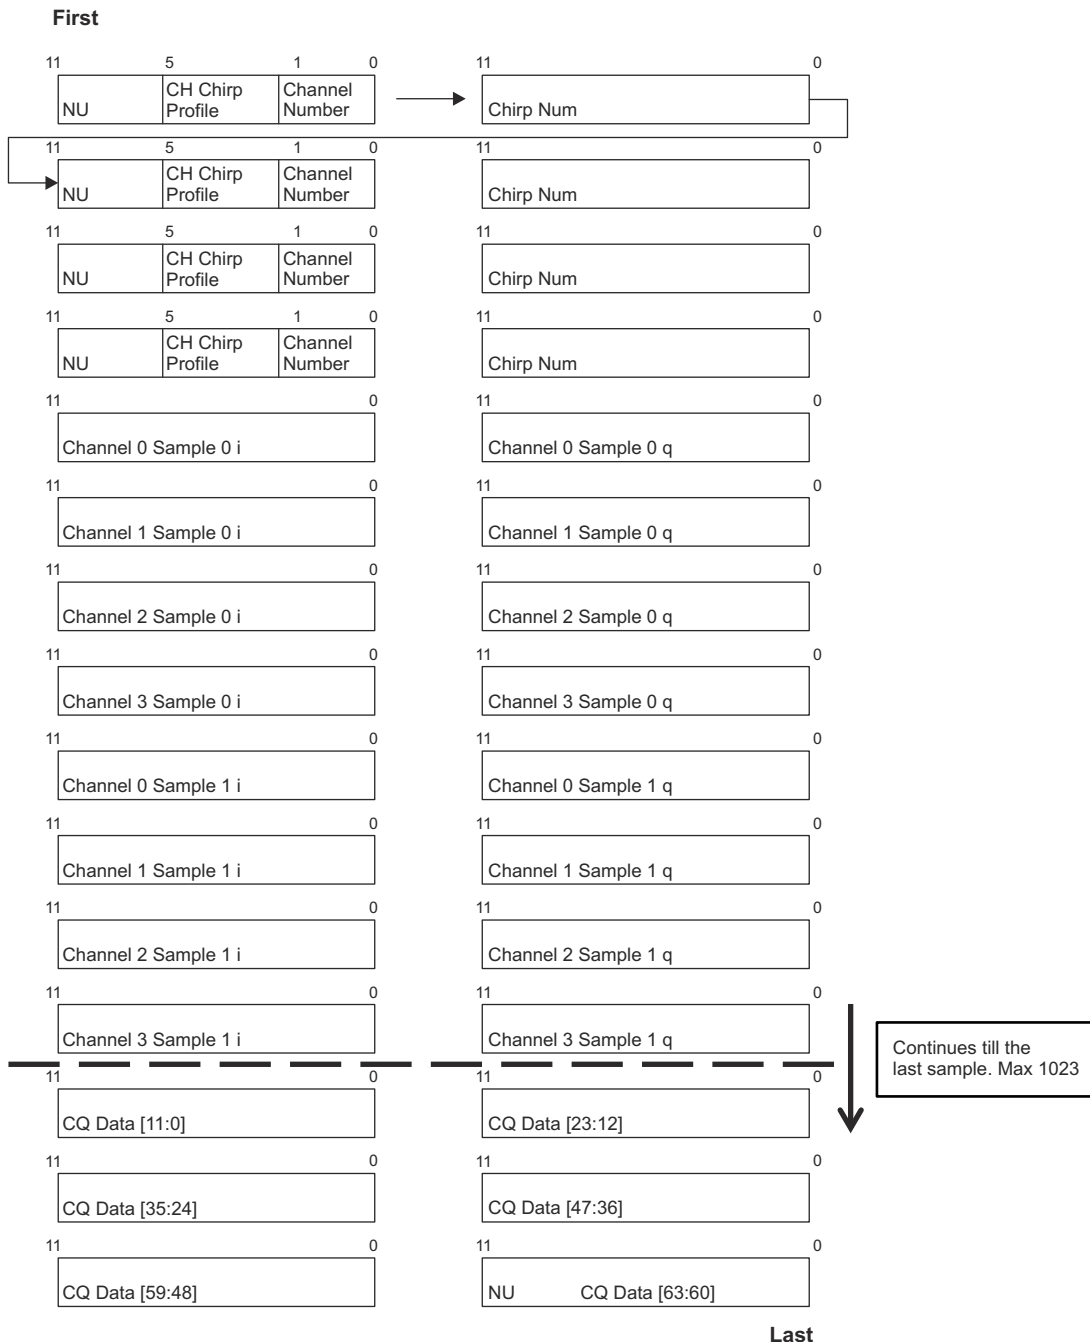 First
11 5 1 0 11 0
NU CH Chirp Profile Channel Number Chirp Num
11 5 1 0 11 0
NU CH Chirp Profile Channel Number Chirp Num
11 5 1 0 11 0
NU CH Chirp Profile Channel Number Chirp Num
11 5 1 0 11 0
NU CH Chirp Profile Channel Number Chirp Num
11 0 11 0
Channel 0 Sample 0 i Channel 0 Sample 0 q
11 0 11 0
Channel 1 Sample 0 i Channel 1 Sample 0 q
11 0 11 0
Channel 2 Sample 0 i Channel 2 Sample 0 q
11 0 11 0
Channel 3 Sample 0 i Channel 3 Sample 0 q
11 0 11 0
Channel 0 Sample 1 i Channel 0 Sample 1 q
11 0 11 0
Channel 1 Sample 1 i Channel 1 Sample 1 q
11 0 11 0
Channel 2 Sample 1 i Channel 2 Sample 1 q
11 0 11 0
Channel 3 Sample 1 i Channel 3 Sample 1 q
Continues till the
last sample. Max 1023
11 0 11 0
CQ Data [11:0] CQ Data [23:12]
11 0 11 0
CQ Data [35:24] CQ Data [47:36]
11 0 11 0
CQ Data [59:48] NU CQ Data [63:60]
Last